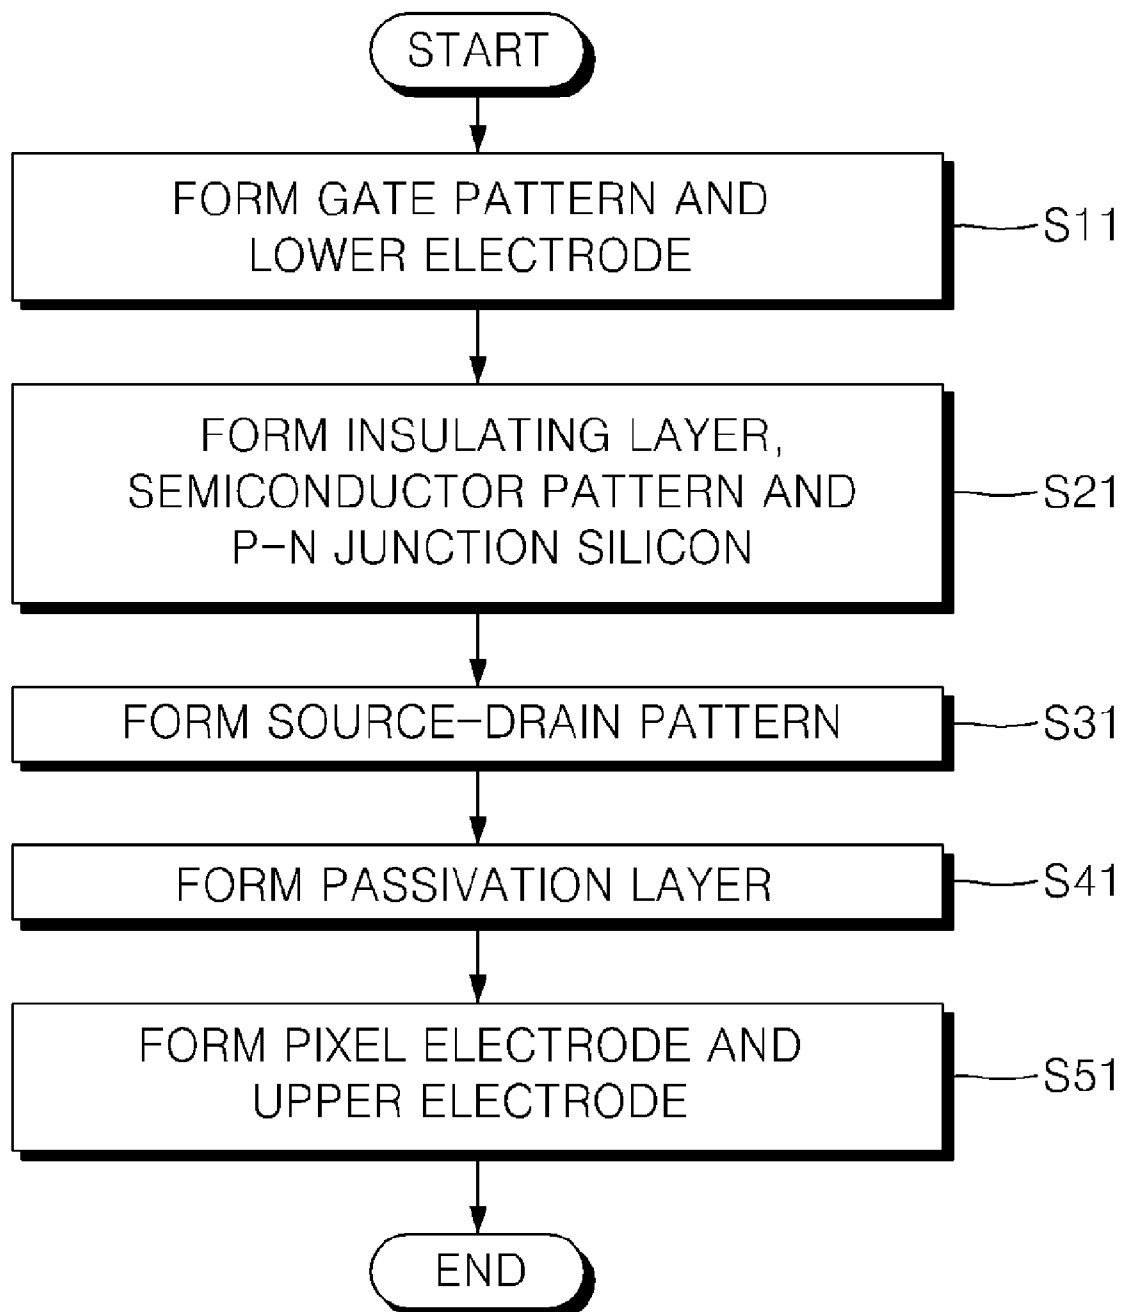 START
FORM GATE PATTERN AND
LOWER ELECTRODE
S11
FORM INSULATING LAYER,
SEMICONDUCTOR PATTERN AND
P-N JUNCTION SILICON
S21
FORM SOURCE-DRAIN PATTERN
S31
FORM PASSIVATION LAYER
S41
FORM PIXEL ELECTRODE AND
UPPER ELECTRODE
S51
END